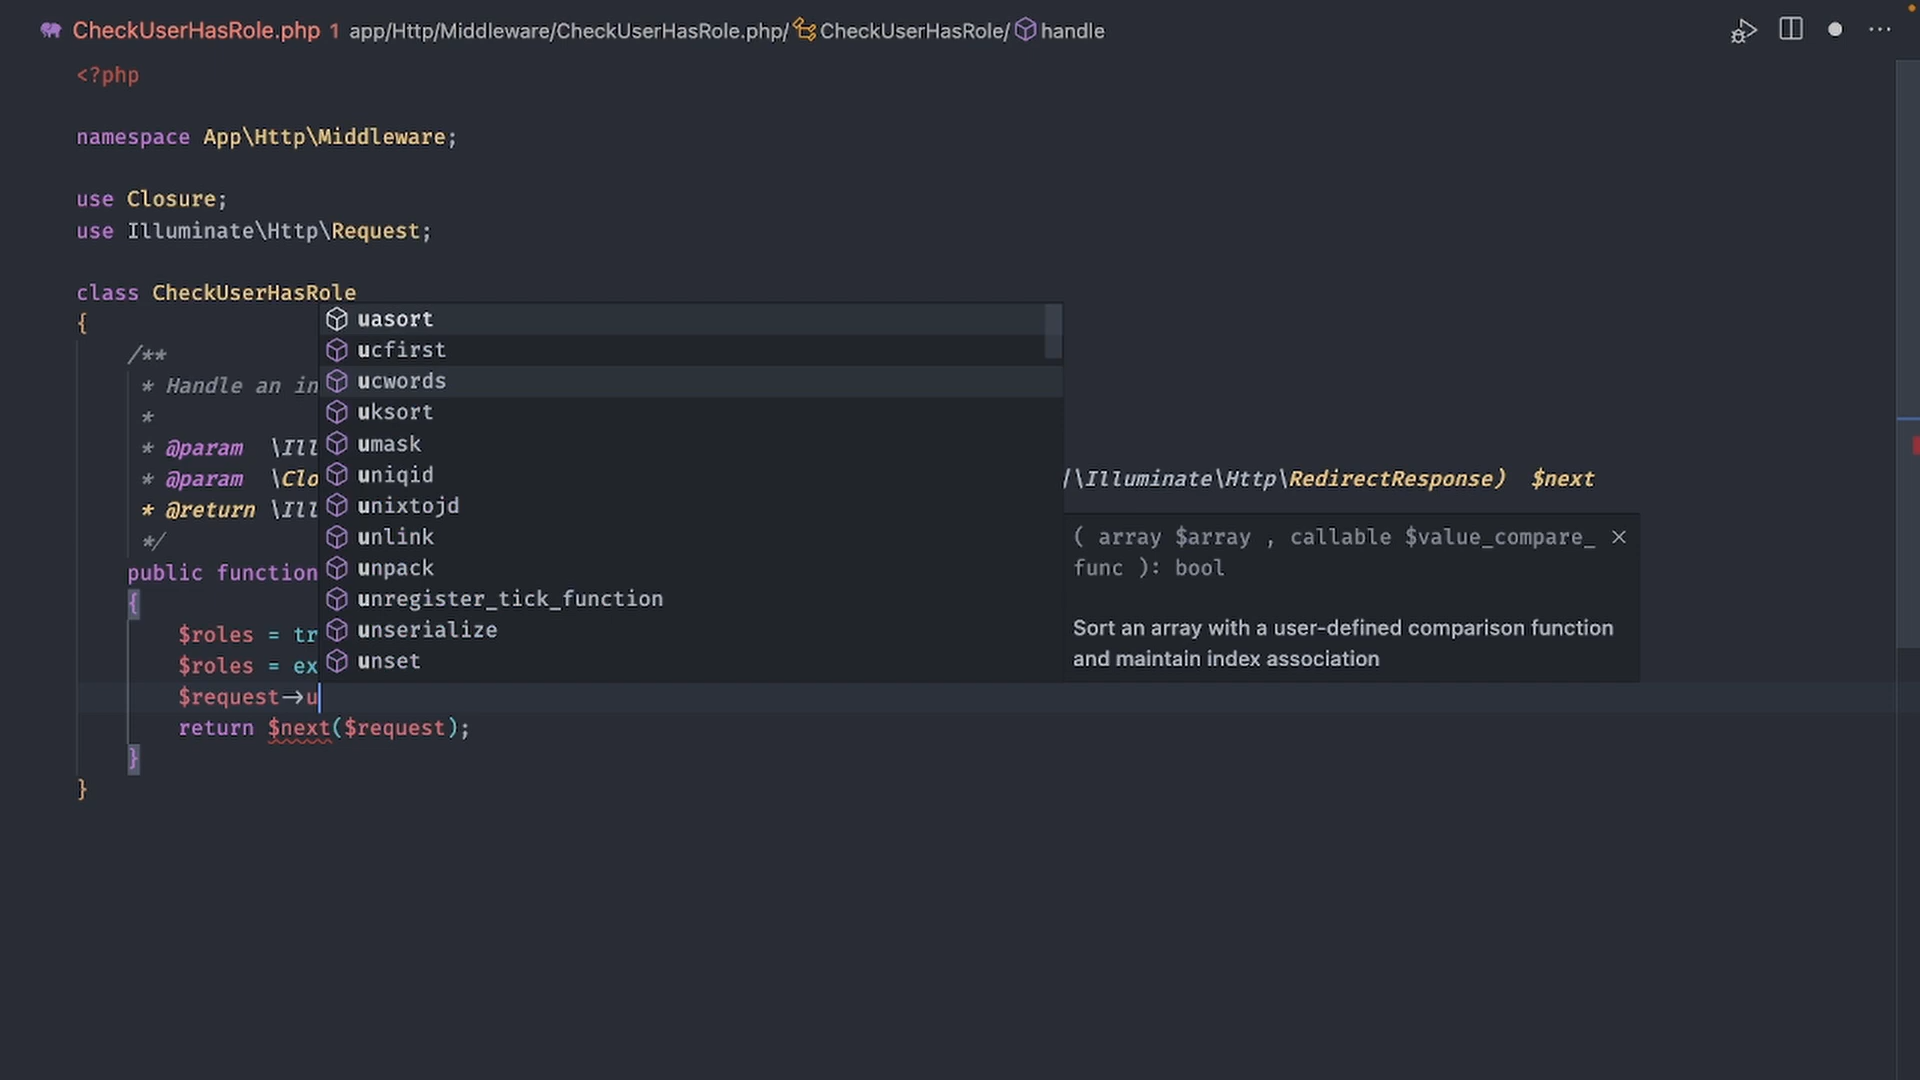 CheckUserHasRole.php 1 app/Http/Middleware/CheckUserHasRole.php/ CheckUserHasRole/ handle
<?php
namespace App\Http\Middleware;
use Closure;
use Illuminate\Http\Request;
class CheckUserHasRole
{
uasort
ucfirst
/**
ucwords
* Handle an in
uksort
*
umask
* @param \Ill
uniqid
* @param \Clo
/\Illuminate\Http\RedirectResponse) $next
unixtojd
* @return \Ill
unlink
*/
( array $array , callable $value_compare_
func ): bool
unpack
public function
unregister_tick_function
{
unserialize
Sort an array with a user-defined comparison function
and maintain index association
$roles = tr
unset
$roles = ex
$request→u
return $next($request);
}
}